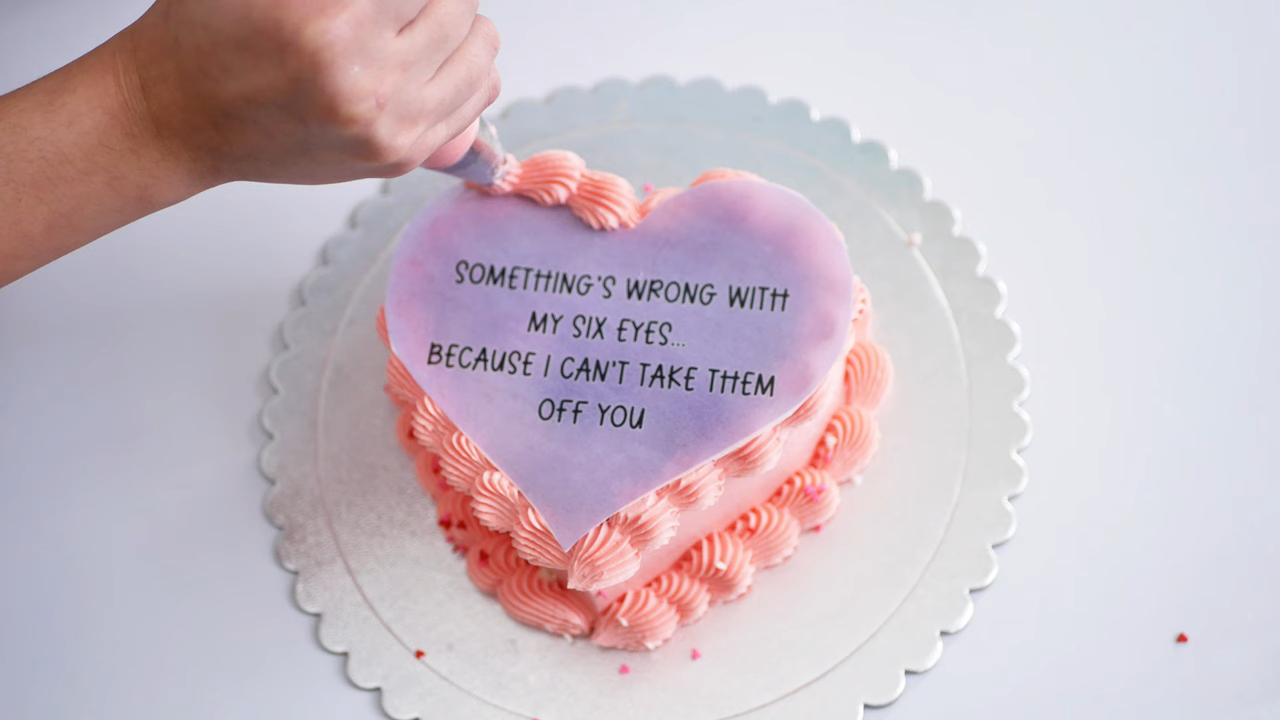 SOMETHING'S WRONG WITH
MY SIX EYES...
BECAUSE I CAN'T TAKE THEM
OFF YOU